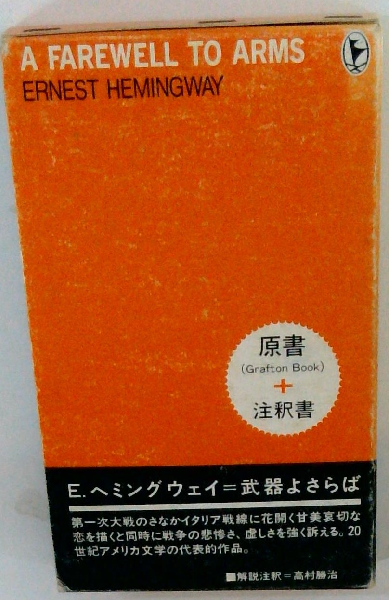 A FAREWELL TO ARMS
ERNEST HEMINGWAY
原書
(Grafton Book)
+
注釈書
E.ヘミングウェイ=武器よさらば
第一次大戦のさなかイタリア戦線に花開く甘美哀切な
恋を描くと同時に戦争の悲惨さ、虚しさを強く訴える。20
世紀アメリカ文学の代表的作品。
■解説注釈=高村勝治